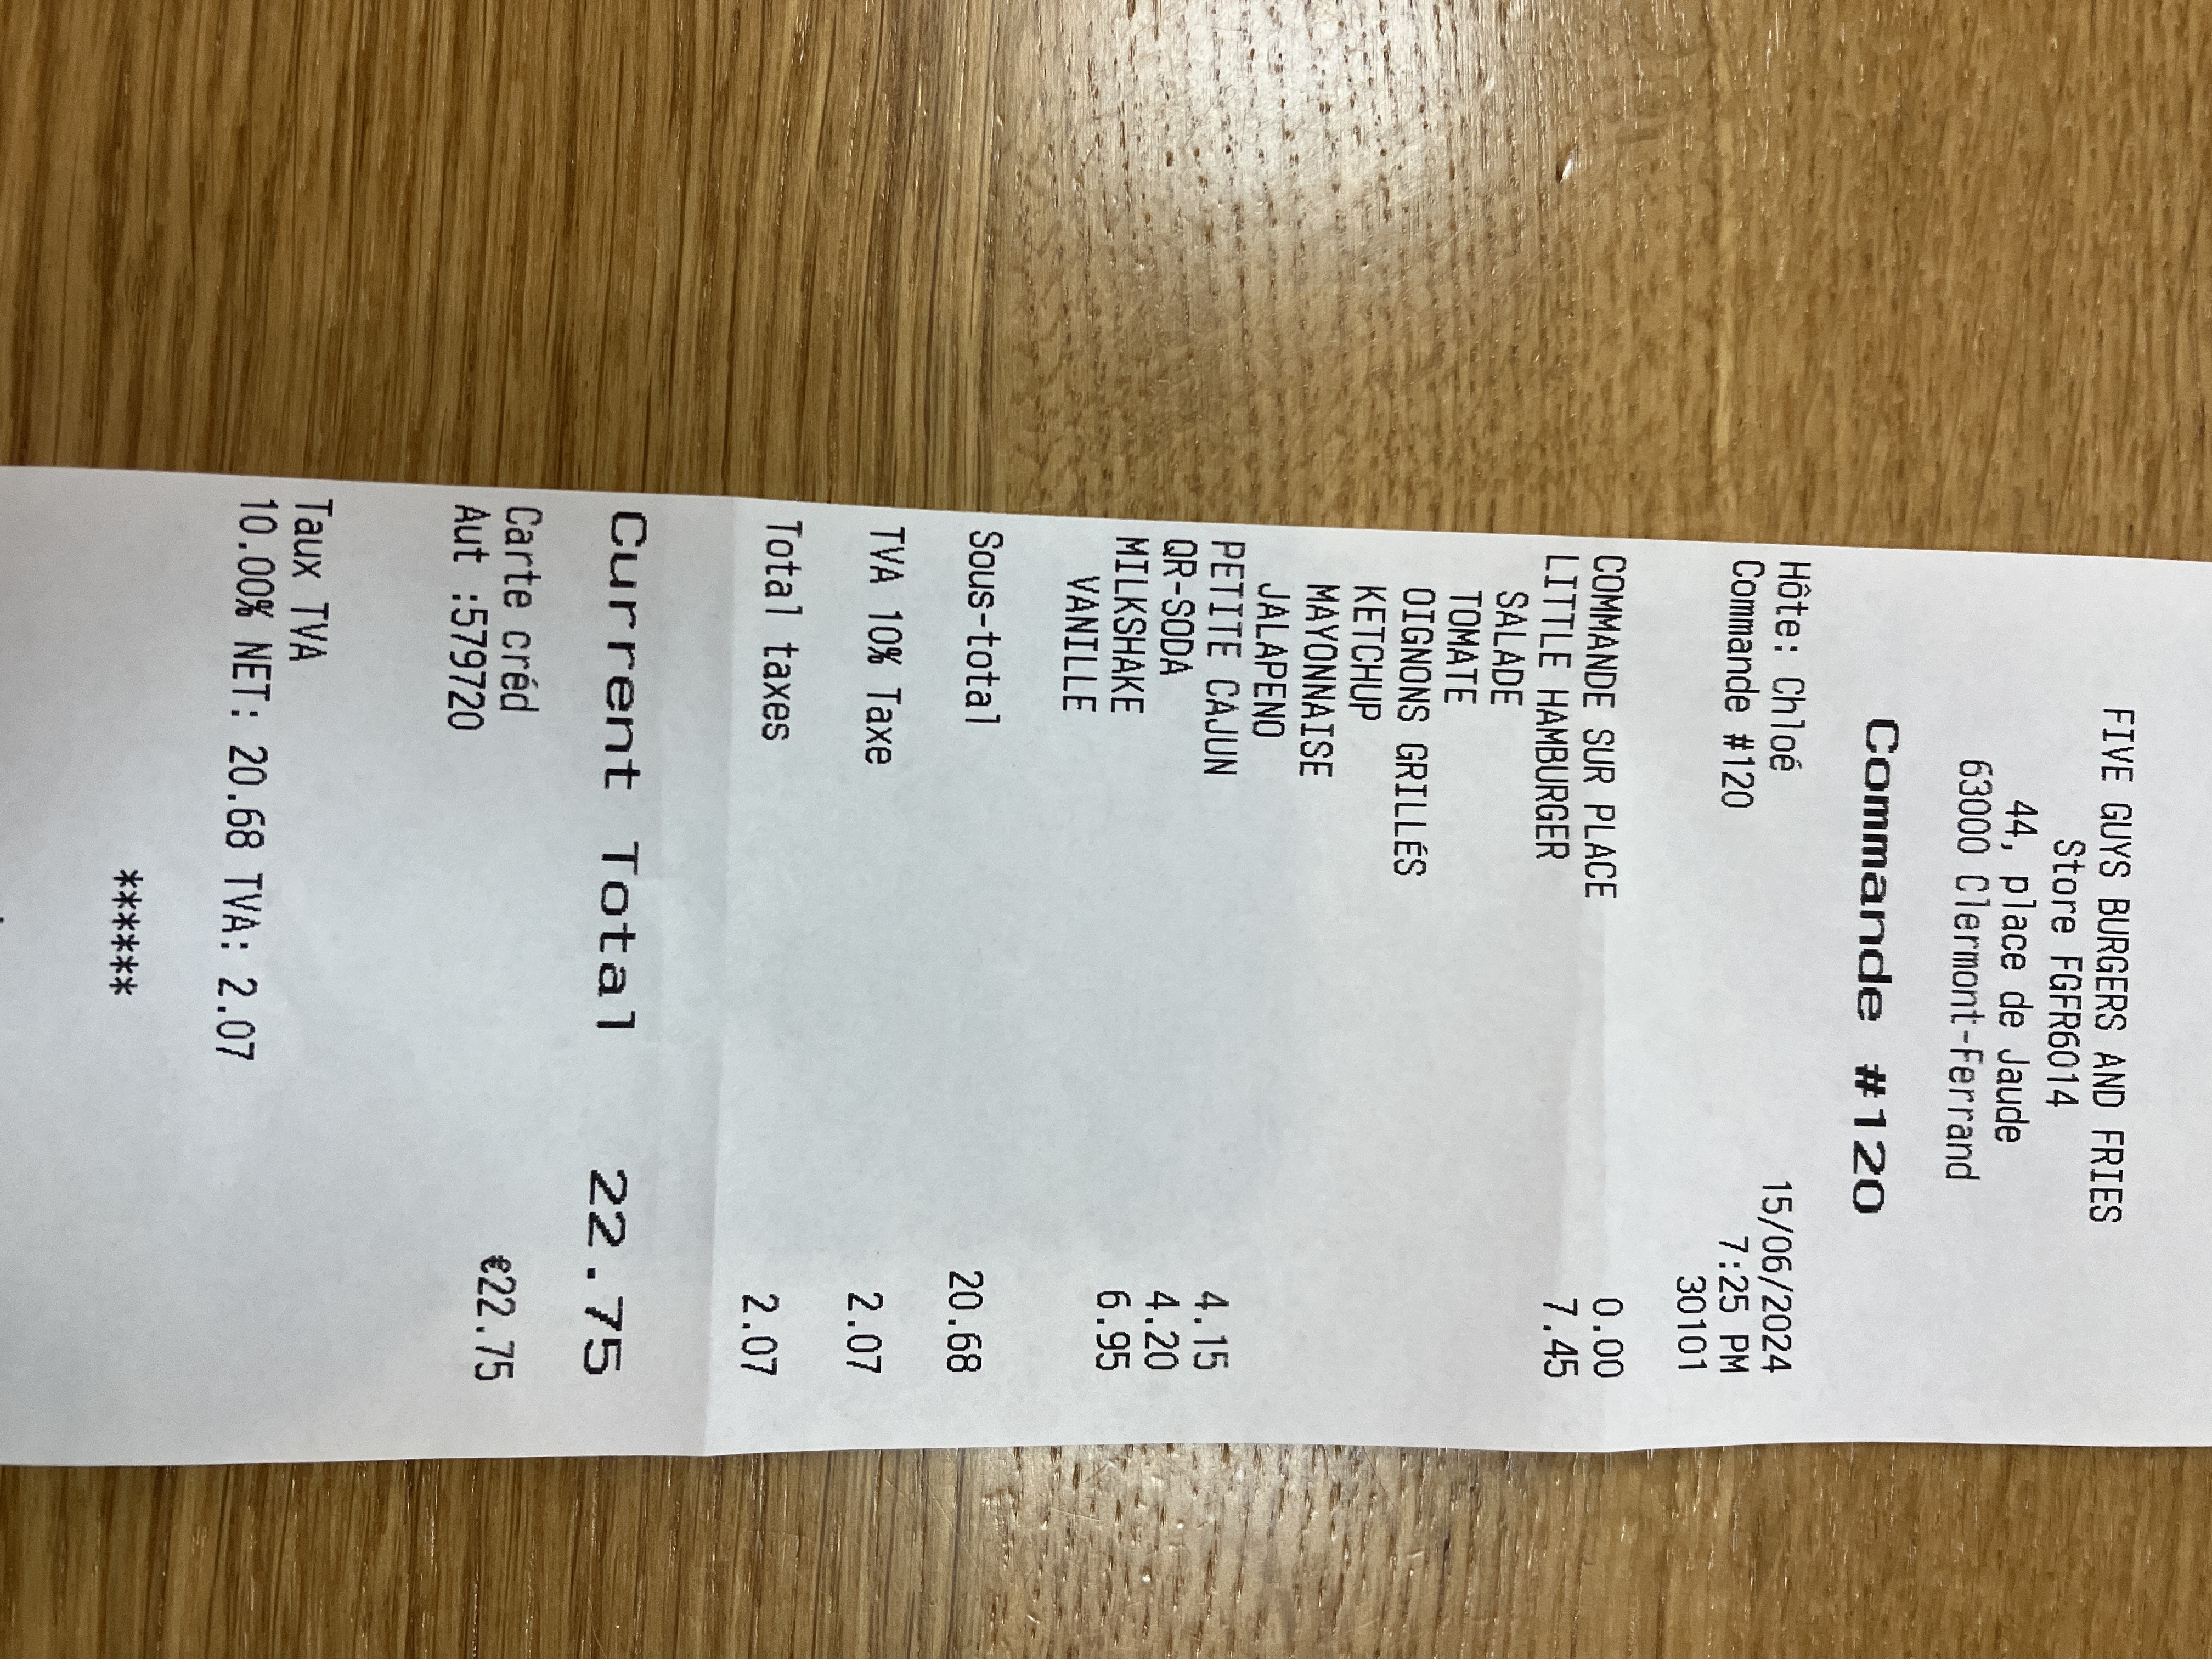 FIVE GUYS BURGERS AND FRIES
Store FGFR6014
44, place de Jaude
63000 Clermont-Ferrand
Commande #120
Hôte: Chloé 15/06/2024
Commande #120 7:25 PM
30101
COMMANDE SUR PLACE 0.00
LITTLE HAMBURGER 7.45
SALADE
TOMATE
OIGNONS GRILLÉS
KETCHUP
MAYONNAISE
JALAPENO
PETITE CAJUN 4.15
QR-SODA 4.20
MILKSHAKE 6.95
VANILLE
Sous-total 20.68
TVA 10% Taxe 2.07
Total taxes 2.07
Current Total 22.75
Carte créd €22.75
Aut :579720
Taux TVA
10.00% NET: 20.68 TVA: 2.07
******